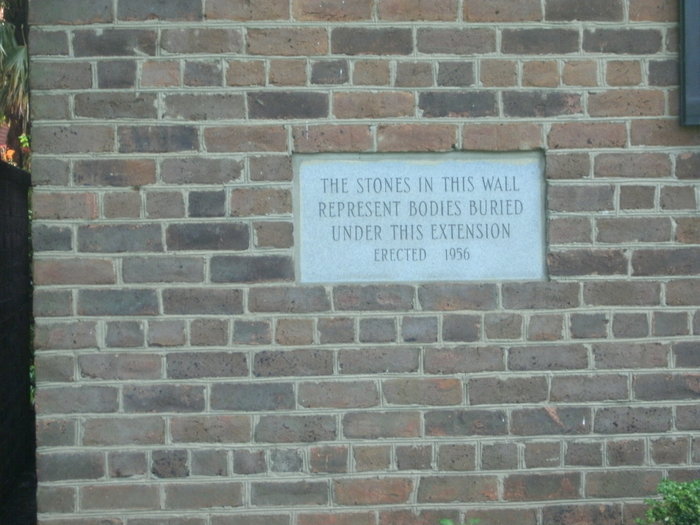 THE STONES IN THIS WALL
REPRESENT BODIES BURIED
UNDER THIS EXTENSION
ERECTED 1956